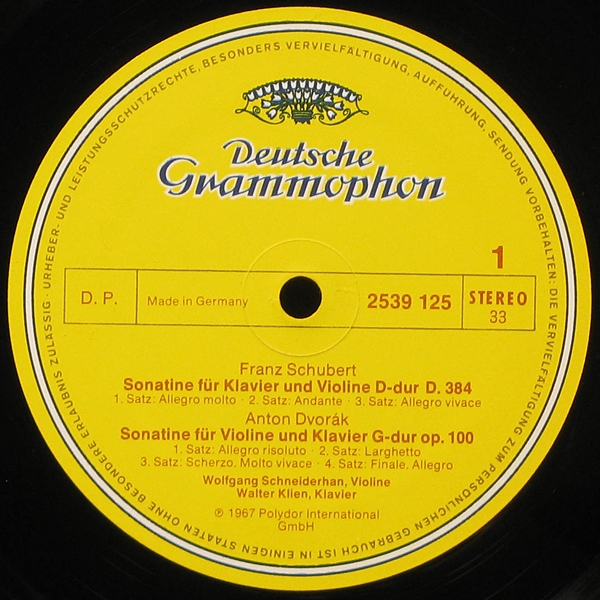 URHEBER- UND LEISTUNGSSCHUTZRECHTE, BESONDERS VERVIELFÄLTIGUNG, AUFFÜHRUNG, SENDUNG VORBEHALTEN: DIE VERVIELFÄLTIGUNG ZUM PERSÖNLICHEN GEBRAUCH IST IN EINIGEN STAATEN OHNE BESONDERE ERLAUBNIS ZULÄSSIG ·
Deutsche
Grammophon
1
D. P.
Made in Germany
2539 125
STEREO
33
Franz Schubert
Sonatine für Klavier und Violine D-dur D. 384
1. Satz: Allegro molto · 2. Satz: Andante · 3. Satz: Allegro vivace
Anton Dvorák
Sonatine für Violine und Klavier G-dur op. 100
1. Satz: Allegro risoluto · 2. Satz: Larghetto
3. Satz: Scherzo. Molto vivace · 4. Satz: Finale. Allegro
Wolfgang Schneiderhan, Violine
Walter Klien, Klavier
℗ 1967 Polydor International
GmbH